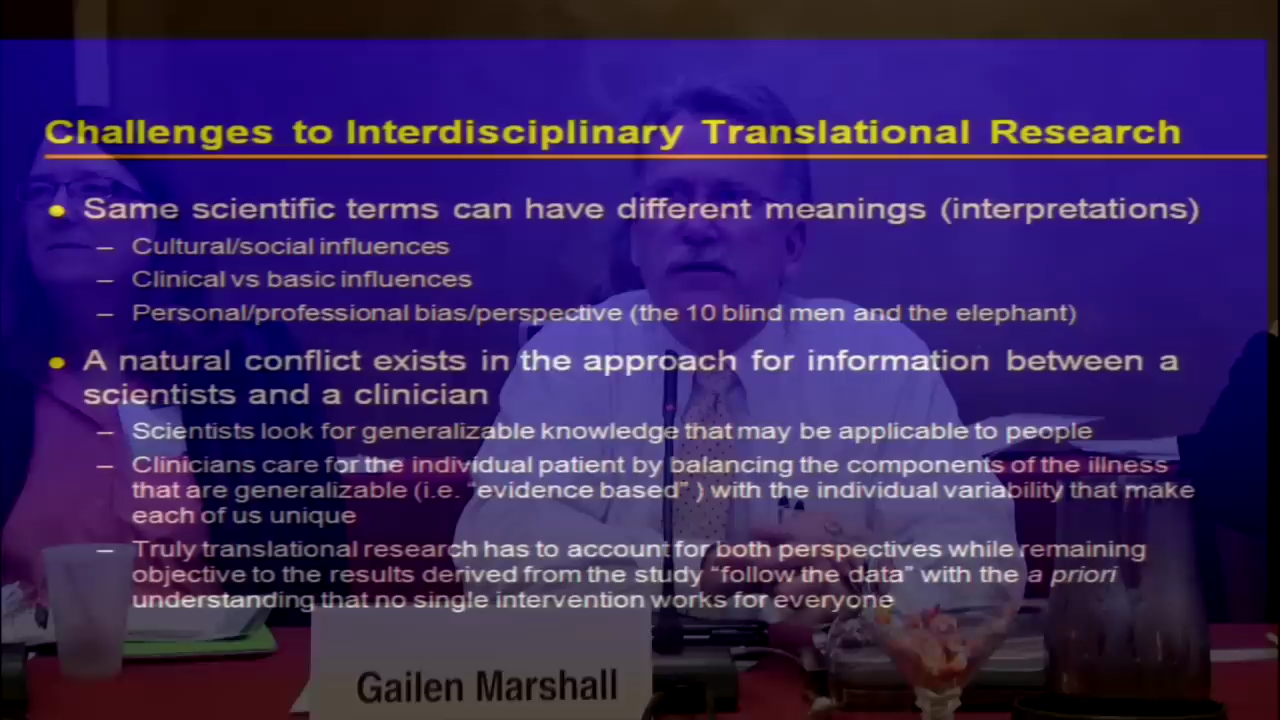 Challenges to Interdisciplinary Translational Research
• Same scientific terms can have different meanings (interpretations)
– Cultural/social influences
– Clinical vs basic influences
– Personal/professional bias/perspective (the 10 blind men and the elephant)
• A natural conflict exists in the approach for information between a
scientists and a clinician
– Scientists look for generalizable knowledge that may be applicable to people
– Clinicians care for the individual patient by balancing the components of the illness
that are generalizable (i.e. “evidence based” ) with the individual variability that make
each of us unique
– Truly translational research has to account for both perspectives while remaining
objective to the results derived from the study “follow the data” with the a priori
understanding that no single intervention works for everyone
Gailen Marshall